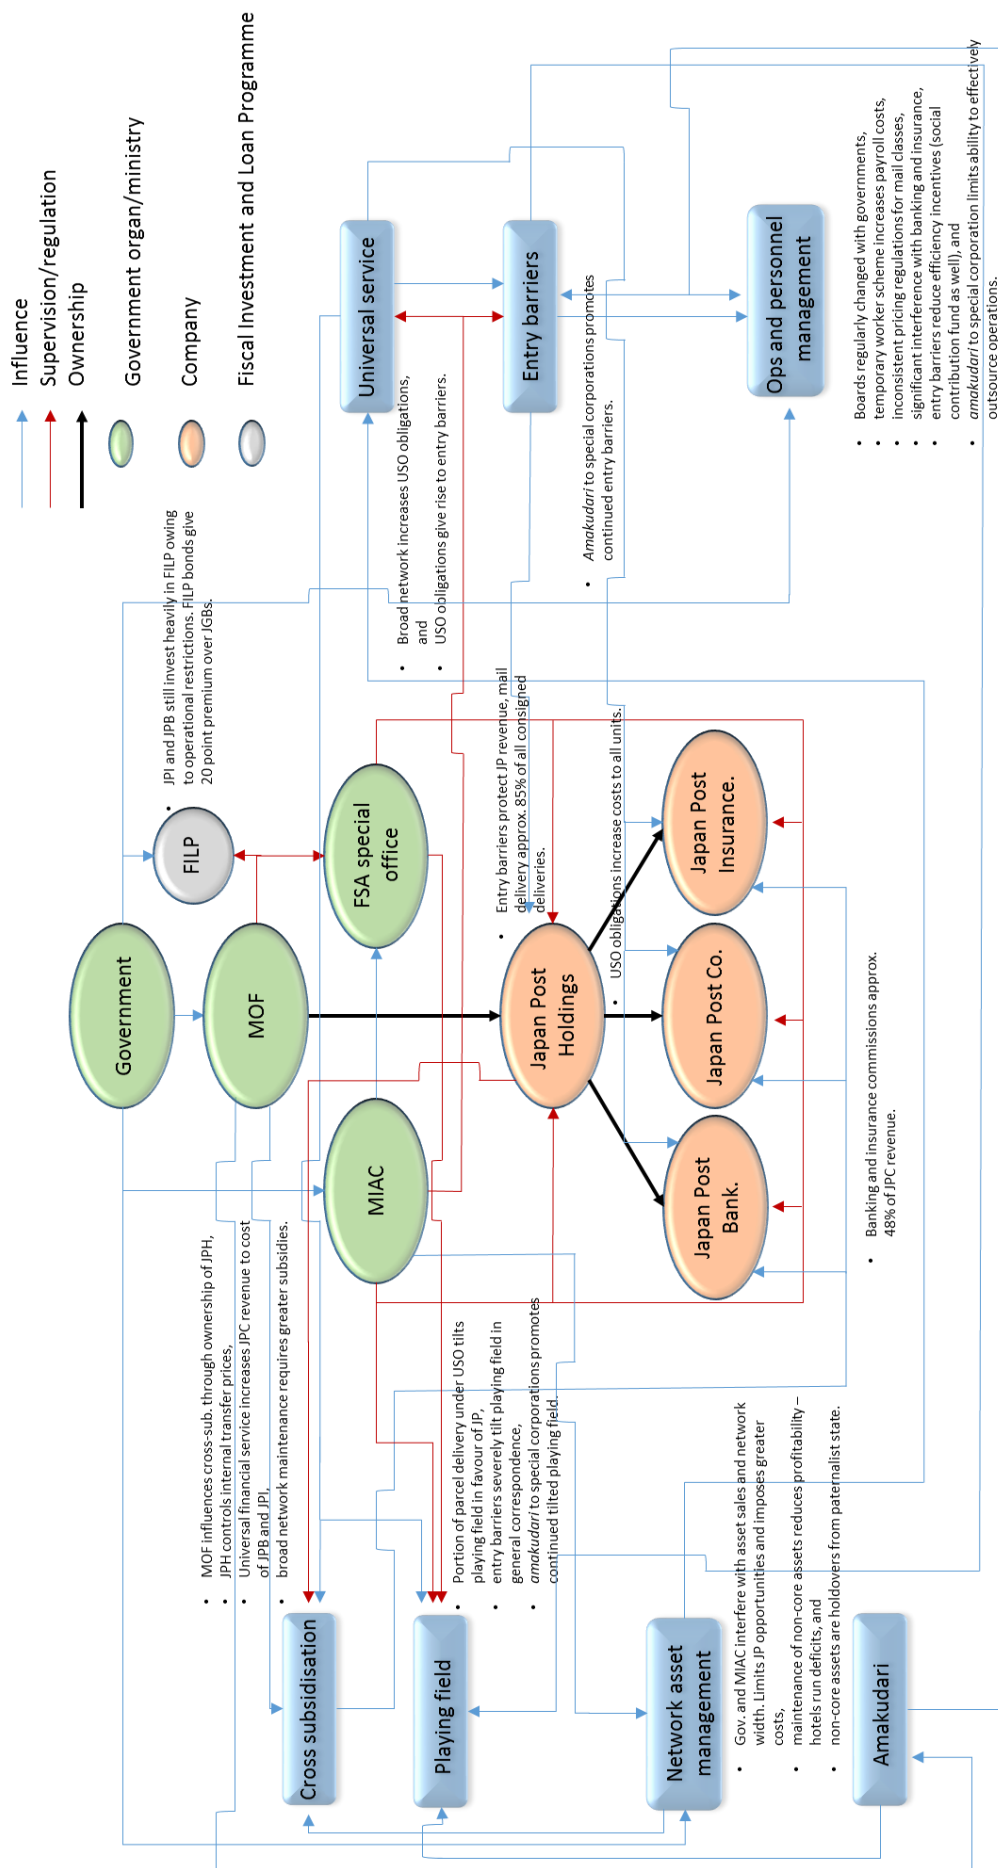 Influence
Supervision/regulation
Ownership
Government organ/ministry
Company
Fiscal Investment and Loan Programme
Government
MOF
FILP
• JPI and JPB still invest heavily in FILP owing
to operational restrictions. FILP bonds give
20 point premium over JGBs.
MIAC
FSA special
office
• MOF influences cross-sub. through ownership of JPH,
• JPH controls internal transfer prices,
• Universal financial service increases JPC revenue to cost
of JPB and JPI,
• broad network maintenance requires greater subsidies.
Cross subsidisation
Universal service
• Broad network increases USO obligations,
and
• USO obligations give rise to entry barriers.
Playing field
• Portion of parcel delivery under USO tilts
playing field in favour of JP,
• entry barriers severely tilt playing field in
general correspondence,
• amakudari to special corporations promotes
continued tilted playing field.
Japan Post
Holdings
• Entry barriers protect JP revenue, mail
delivery approx. 85% of all consigned
deliveries.
Entry barriers
• Amakudari to special corporations promotes
continued entry barriers.
• USO obligations increase costs to all units.
Japan Post
Bank.
Japan Post Co.
Japan Post
Insurance.
Network asset
management
• Gov. and MIAC interfere with asset sales and network
width. Limits JP opportunities and imposes greater
costs,
• maintenance of non-core assets reduces profitability –
hotels run deficits, and
• non-core assets are holdovers from paternalist state.
• Banking and insurance commissions approx.
48% of JPC revenue.
Ops and personnel
management
• Boards regularly changed with governments,
• temporary worker scheme increases payroll costs,
• inconsistent pricing regulations for mail classes,
• significant interference with banking and insurance,
• entry barriers reduce efficiency incentives (social
contribution fund as well), and
• amakudari to special corporation limits ability to effectively
outsource operations.
Amakudari